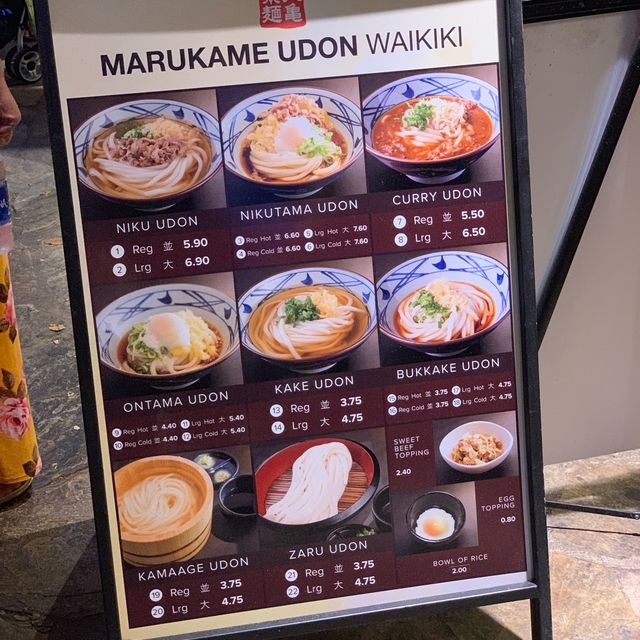 製麺 丸亀
MARUKAME UDON WAIKIKI
NIKU UDON
1 Reg 並 5.90
2 Lrg 大 6.90
NIKUTAMA UDON
3 Reg Hot 並 6.60 5 Lrg Hot 大 7.60
4 Reg Cold 並 6.60 6 Lrg Cold 大 7.60
CURRY UDON
7 Reg 並 5.50
8 Lrg 大 6.50
ONTAMA UDON
9 Reg Hot 並 4.40 11 Lrg Hot 大 5.40
10 Reg Cold 並 4.40 12 Lrg Cold 大 5.40
KAKE UDON
13 Reg 並 3.75
14 Lrg 大 4.75
BUKKAKE UDON
15 Reg Hot 並 3.75 17 Lrg Hot 大 4.75
16 Reg Cold 並 3.75 18 Lrg Cold 大 4.75
KAMAAGE UDON
19 Reg 並 3.75
20 Lrg 大 4.75
ZARU UDON
21 Reg 並 3.75
22 Lrg 大 4.75
SWEET
BEEF
TOPPING
2.40
EGG
TOPPING
0.80
BOWL OF RICE
2.00